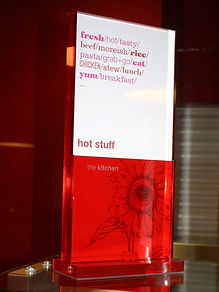 fresh/hot/tasty/
beef/moreish/rice/
pasta/grab+go/eat/
CHICKEN/stew/lunch/
yum/breakfast/
...
hot stuff
the kitchen